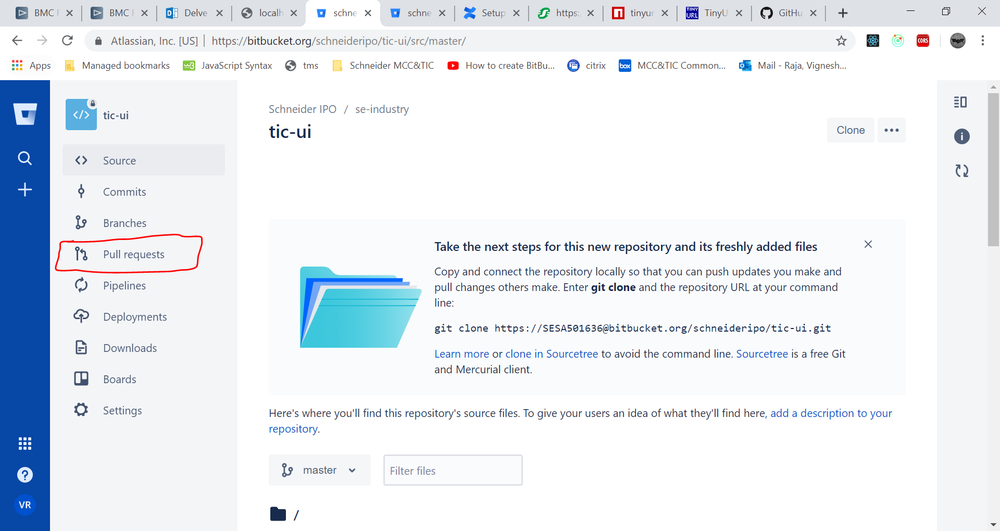 BMC F
BMC F
Delve
localh
schne
schne
Setup
https:
tinyur
TINY URL
TinyU
GitHu
Atlassian, Inc. [US] | https://bitbucket.org/schneideripo/tic-ui/src/master/
CORS
Apps
Managed bookmarks
w3
JavaScript Syntax
tms
Schneider MCC&TIC
How to create BitBu...
citrix
box
MCC&TIC Common...
Mail - Raja, Vignesh...
</> tic-ui
Source
Commits
Branches
Pull requests
Pipelines
Deployments
Downloads
Boards
Settings
VR
Schneider IPO / se-industry
tic-ui
Clone
Take the next steps for this new repository and its freshly added files
Copy and connect the repository locally so that you can push updates you make and
pull changes others make. Enter git clone and the repository URL at your command
line:
git clone https://SESA501636@bitbucket.org/schneideripo/tic-ui.git
Learn more or clone in Sourcetree to avoid the command line. Sourcetree is a free Git
and Mercurial client.
Here's where you'll find this repository's source files. To give your users an idea of what they'll find here, add a description to your
repository.
master
Filter files
/